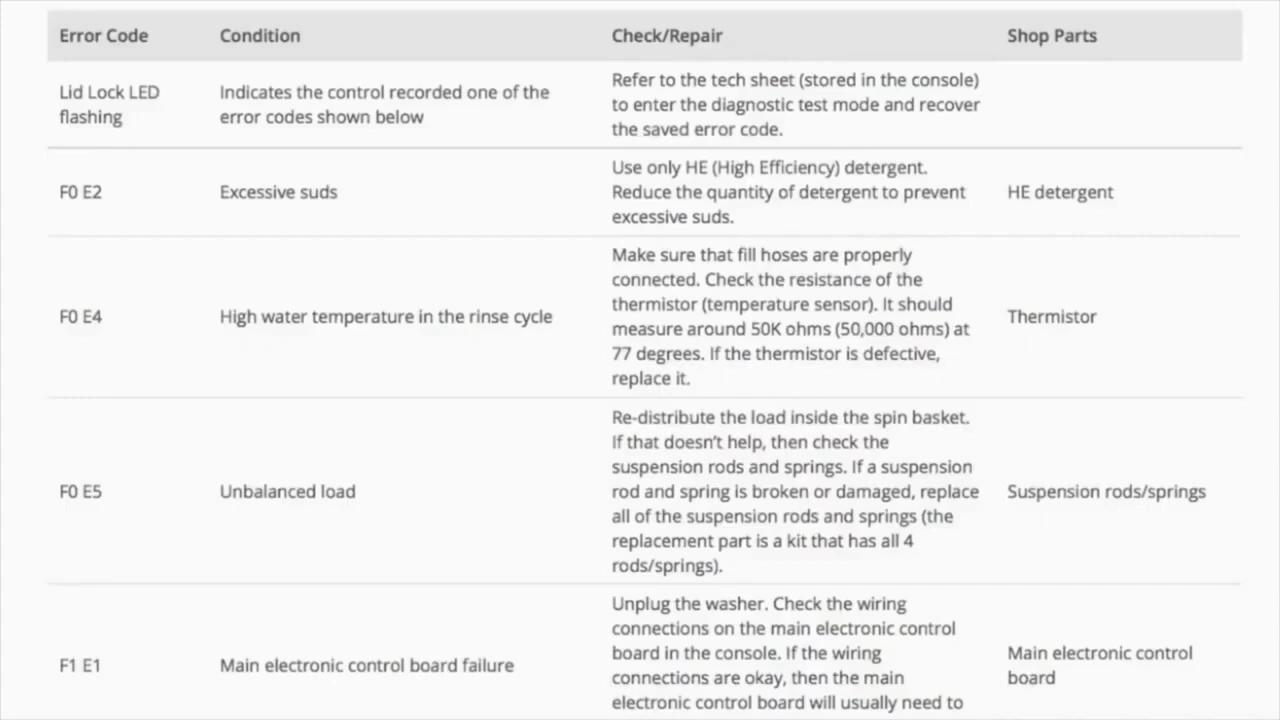 Error Code Condition Check/Repair Shop Parts
Lid Lock LED
flashing
Indicates the control recorded one of the
error codes shown below
Refer to the tech sheet (stored in the console)
to enter the diagnostic test mode and recover
the saved error code.
F0 E2
Excessive suds
Use only HE (High Efficiency) detergent.
Reduce the quantity of detergent to prevent
excessive suds.
HE detergent
F0 E4
High water temperature in the rinse cycle
Make sure that fill hoses are properly
connected. Check the resistance of the
thermistor (temperature sensor). It should
measure around 50K ohms (50,000 ohms) at
77 degrees. If the thermistor is defective,
replace it.
Thermistor
F0 E5
Unbalanced load
Re-distribute the load inside the spin basket.
If that doesn't help, then check the
suspension rods and springs. If a suspension
rod and spring is broken or damaged, replace
all of the suspension rods and springs (the
replacement part is a kit that has all 4
rods/springs).
Suspension rods/springs
F1 E1
Main electronic control board failure
Unplug the washer. Check the wiring
connections on the main electronic control
board in the console. If the wiring
connections are okay, then the main
electronic control board will usually need to
Main electronic control
board